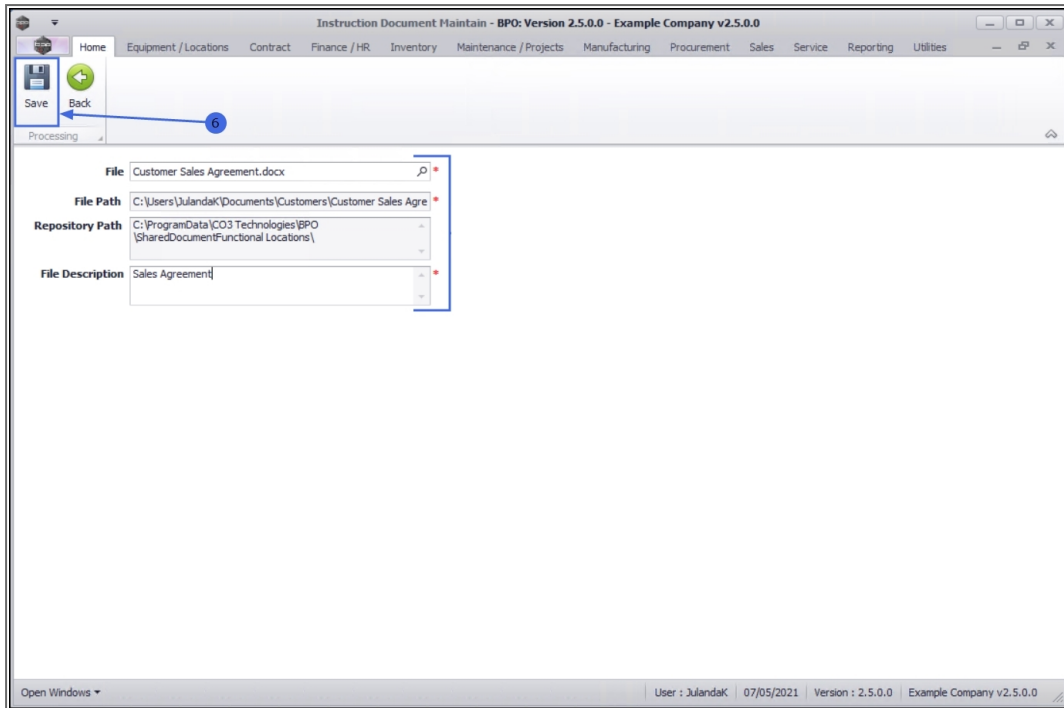 Instruction Document Maintain - BPO: Version 2.5.0.0 - Example Company v2.5.0.0
Home Equipment / Locations Contract Finance / HR Inventory Maintenance / Projects Manufacturing Procurement Sales Service Reporting Utilities
Save Back
6
Processing
File Customer Sales Agreement.docx *
File Path C:\Users\JulandaK\Documents\Customers\Customer Sales Agre *
Repository Path C:\ProgramData\CO3 Technologies\BPO
\SharedDocumentFunctional Locations\
File Description Sales Agreement *
Open Windows User : JulandaK 07/05/2021 Version : 2.5.0.0 Example Company v2.5.0.0